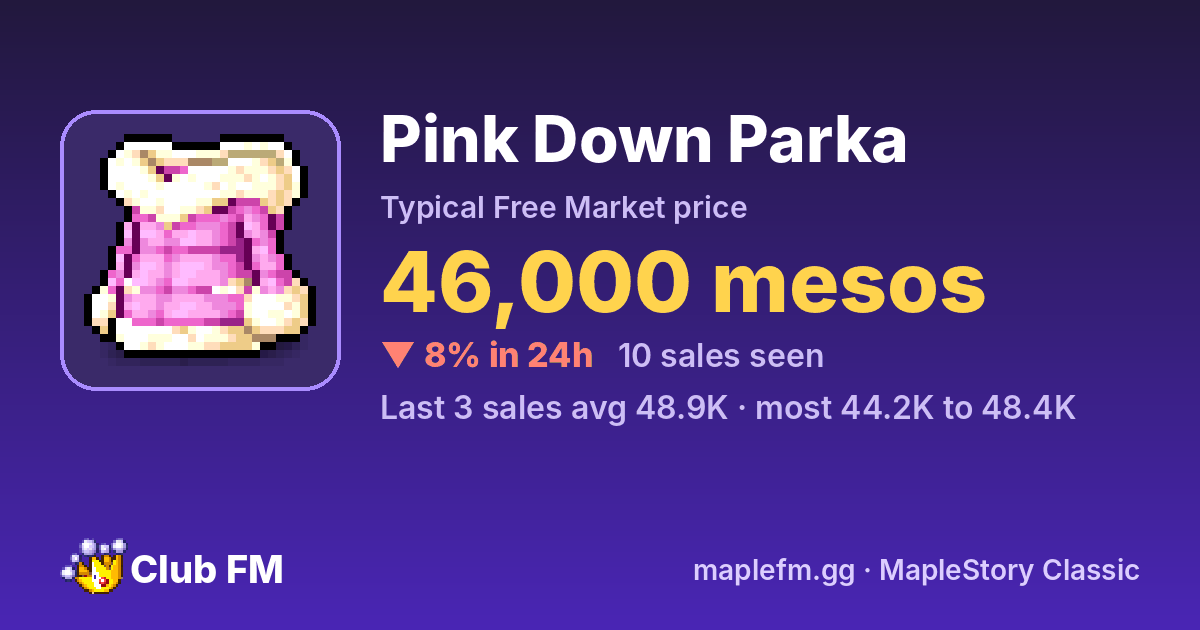 Pink Down Parka
Typical Free Market price
46,000 mesos
▼ 8% in 24h 10 sales seen
Last 3 sales avg 48.9K · most 44.2K to 48.4K
Club FM
maplefm.gg · MapleStory Classic